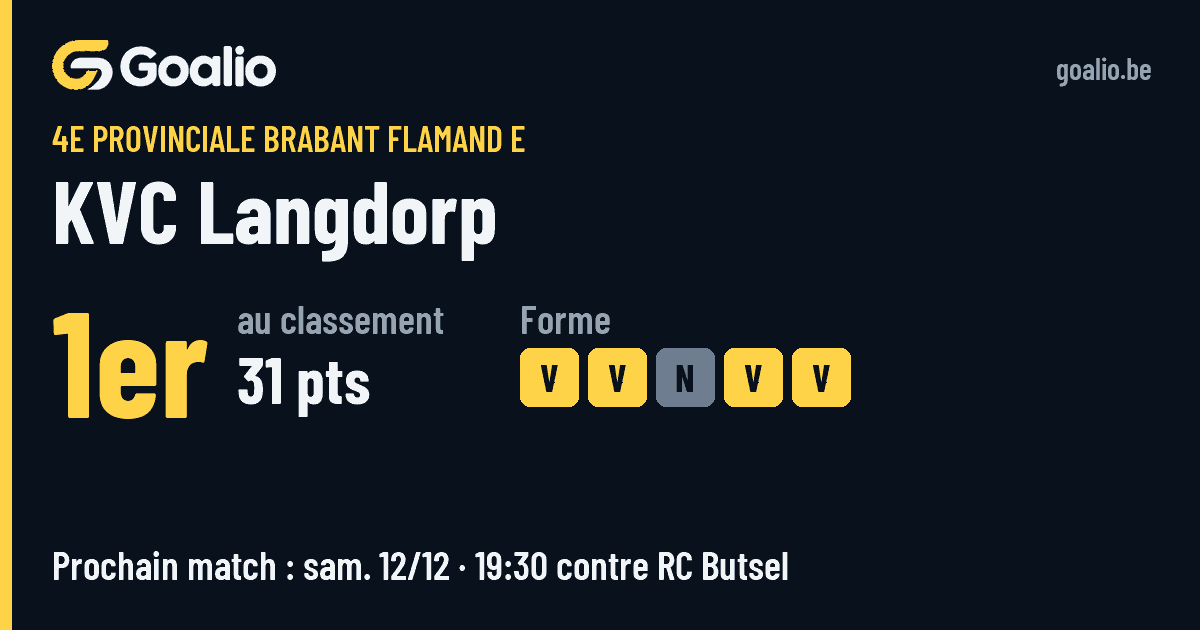 Goalio
goalio.be
4E PROVINCIALE BRABANT FLAMAND E
KVC Langdorp
1er
au classement
31 pts
Forme
V V N V V
Prochain match : sam. 12/12 · 19:30 contre RC Butsel